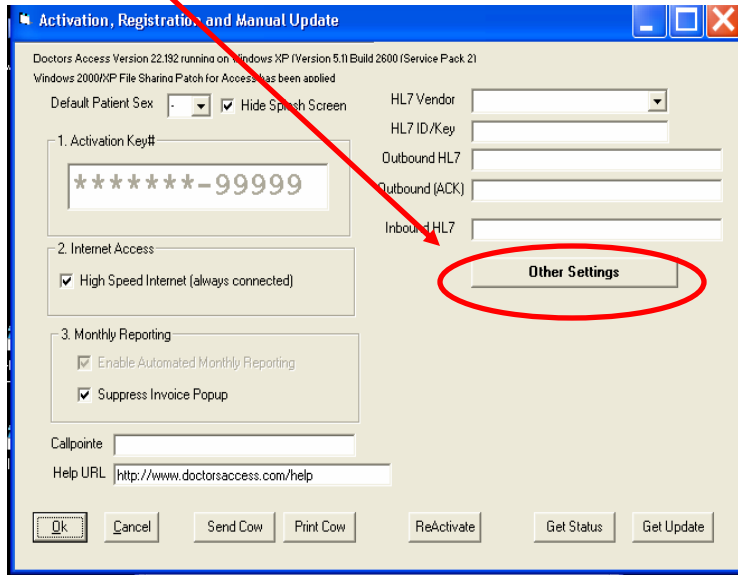 Activation, Registration and Manual Update
Doctors Access Version 22.192 running on Windows XP (Version 5.1) Build 2600 (Service Pack 2)
Windows 2000/XP File Sharing Patch for Access has been applied
Default Patient Sex - Hide Splash Screen
HL7 Vendor
HL7 ID/Key
1. Activation Key#
*******-99999
Outbound HL7
Outbound (ACK)
Inbound HL7
2. Internet Access
High Speed Internet (always connected)
Other Settings
3. Monthly Reporting
Enable Automated Monthly Reporting
Suppress Invoice Popup
Callpointe
Help URL http://www.doctorsaccess.com/help
Ok Cancel Send Cow Print Cow ReActivate Get Status Get Update